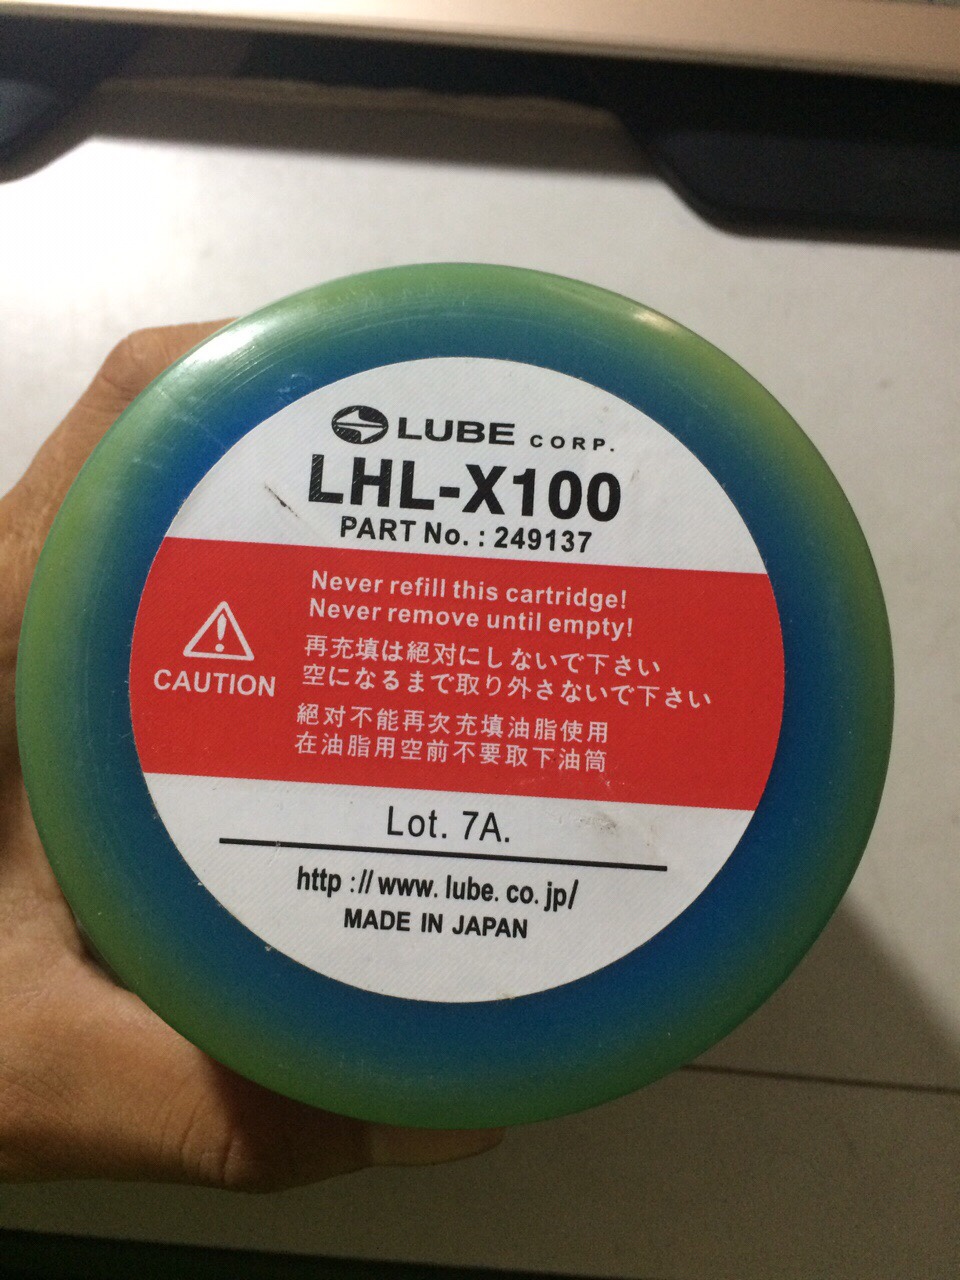 LUBE CORP.
LHL-X100
PART No. : 249137
CAUTION
Never refill this cartridge!
Never remove until empty!
再充填は絶対にしないで下さい
空になるまで取り外さないで下さい
絕对不能再次充填油脂使用
在油脂用空前不要取下油筒
Lot. 7A.
http://www.lube.co.jp/
MADE IN JAPAN